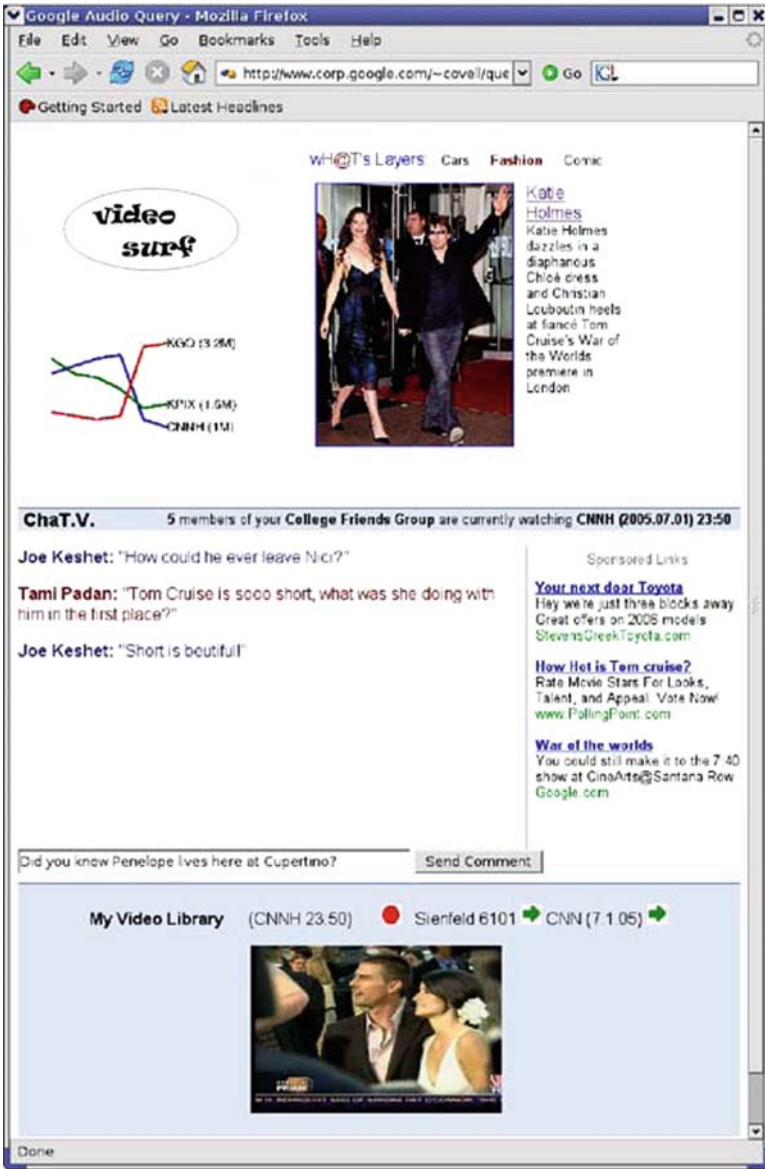 Google Audio Query - Mozilla Firefox
File Edit View Go Bookmarks Tools Help
http://www.corp.google.com/~covell/que Go
Getting Started Latest Headlines
wH@T's Layers: Cars Fashion Comic
video
surf
Katie
Holmes
Katie Holmes
dazzles in a
diaphanous
Chloé dress
and Christian
Louboutin heels
at fiancé Tom
Cruise's War of
the Worlds
premiere in
London
KGO (3.2M)
KPIX (1.5M)
CNNH (1M)
ChaT.V. 5 members of your College Friends Group are currently watching CNNH (2005.07.01) 23:50
Joe Keshet: "How could he ever leave Nici?"
Tami Padan: "Tom Cruise is sooo short, what was she doing with
him in the first place?"
Joe Keshet: "Short is beutifull"
Sponsored Links
Your next door Toyota
Hey we're just three blocks away
Great offers on 2006 models
StevensCreekToyota.com
How Hot is Tom cruise?
Rate Movie Stars For Looks,
Talent, and Appeal. Vote Now!
www.PollingPoint.com
War of the worlds
You could still make it to the 7:40
show at CineArts@Santana Row
Google.com
Did you know Penelope lives here at Cupertino? Send Comment
My Video Library (CNNH 23.50) Sienfeld 6101 CNN (7.1.05)
Done